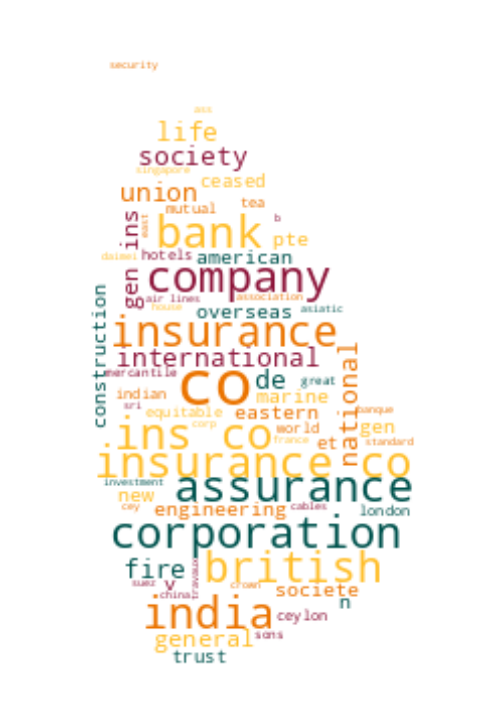 security
ass
life
society
singapore
ceased
union
mutual
tea
b
ins
east
bank
pte
daimei
hotels
american
gen
company
air lines
association
house
overseas
asiatic
construction
insurance
international
national
mercantile
co
de
great
indian
marine
sri
equitable
eastern
banque
corp
world
gen
ins co
france
et
standard
insurance co
investment
assurance
new
cey
engineering
cables
london
corporation
fire
british
suez
v
travaux
crown
societe
china
n
india
ceylon
general
sons
trust